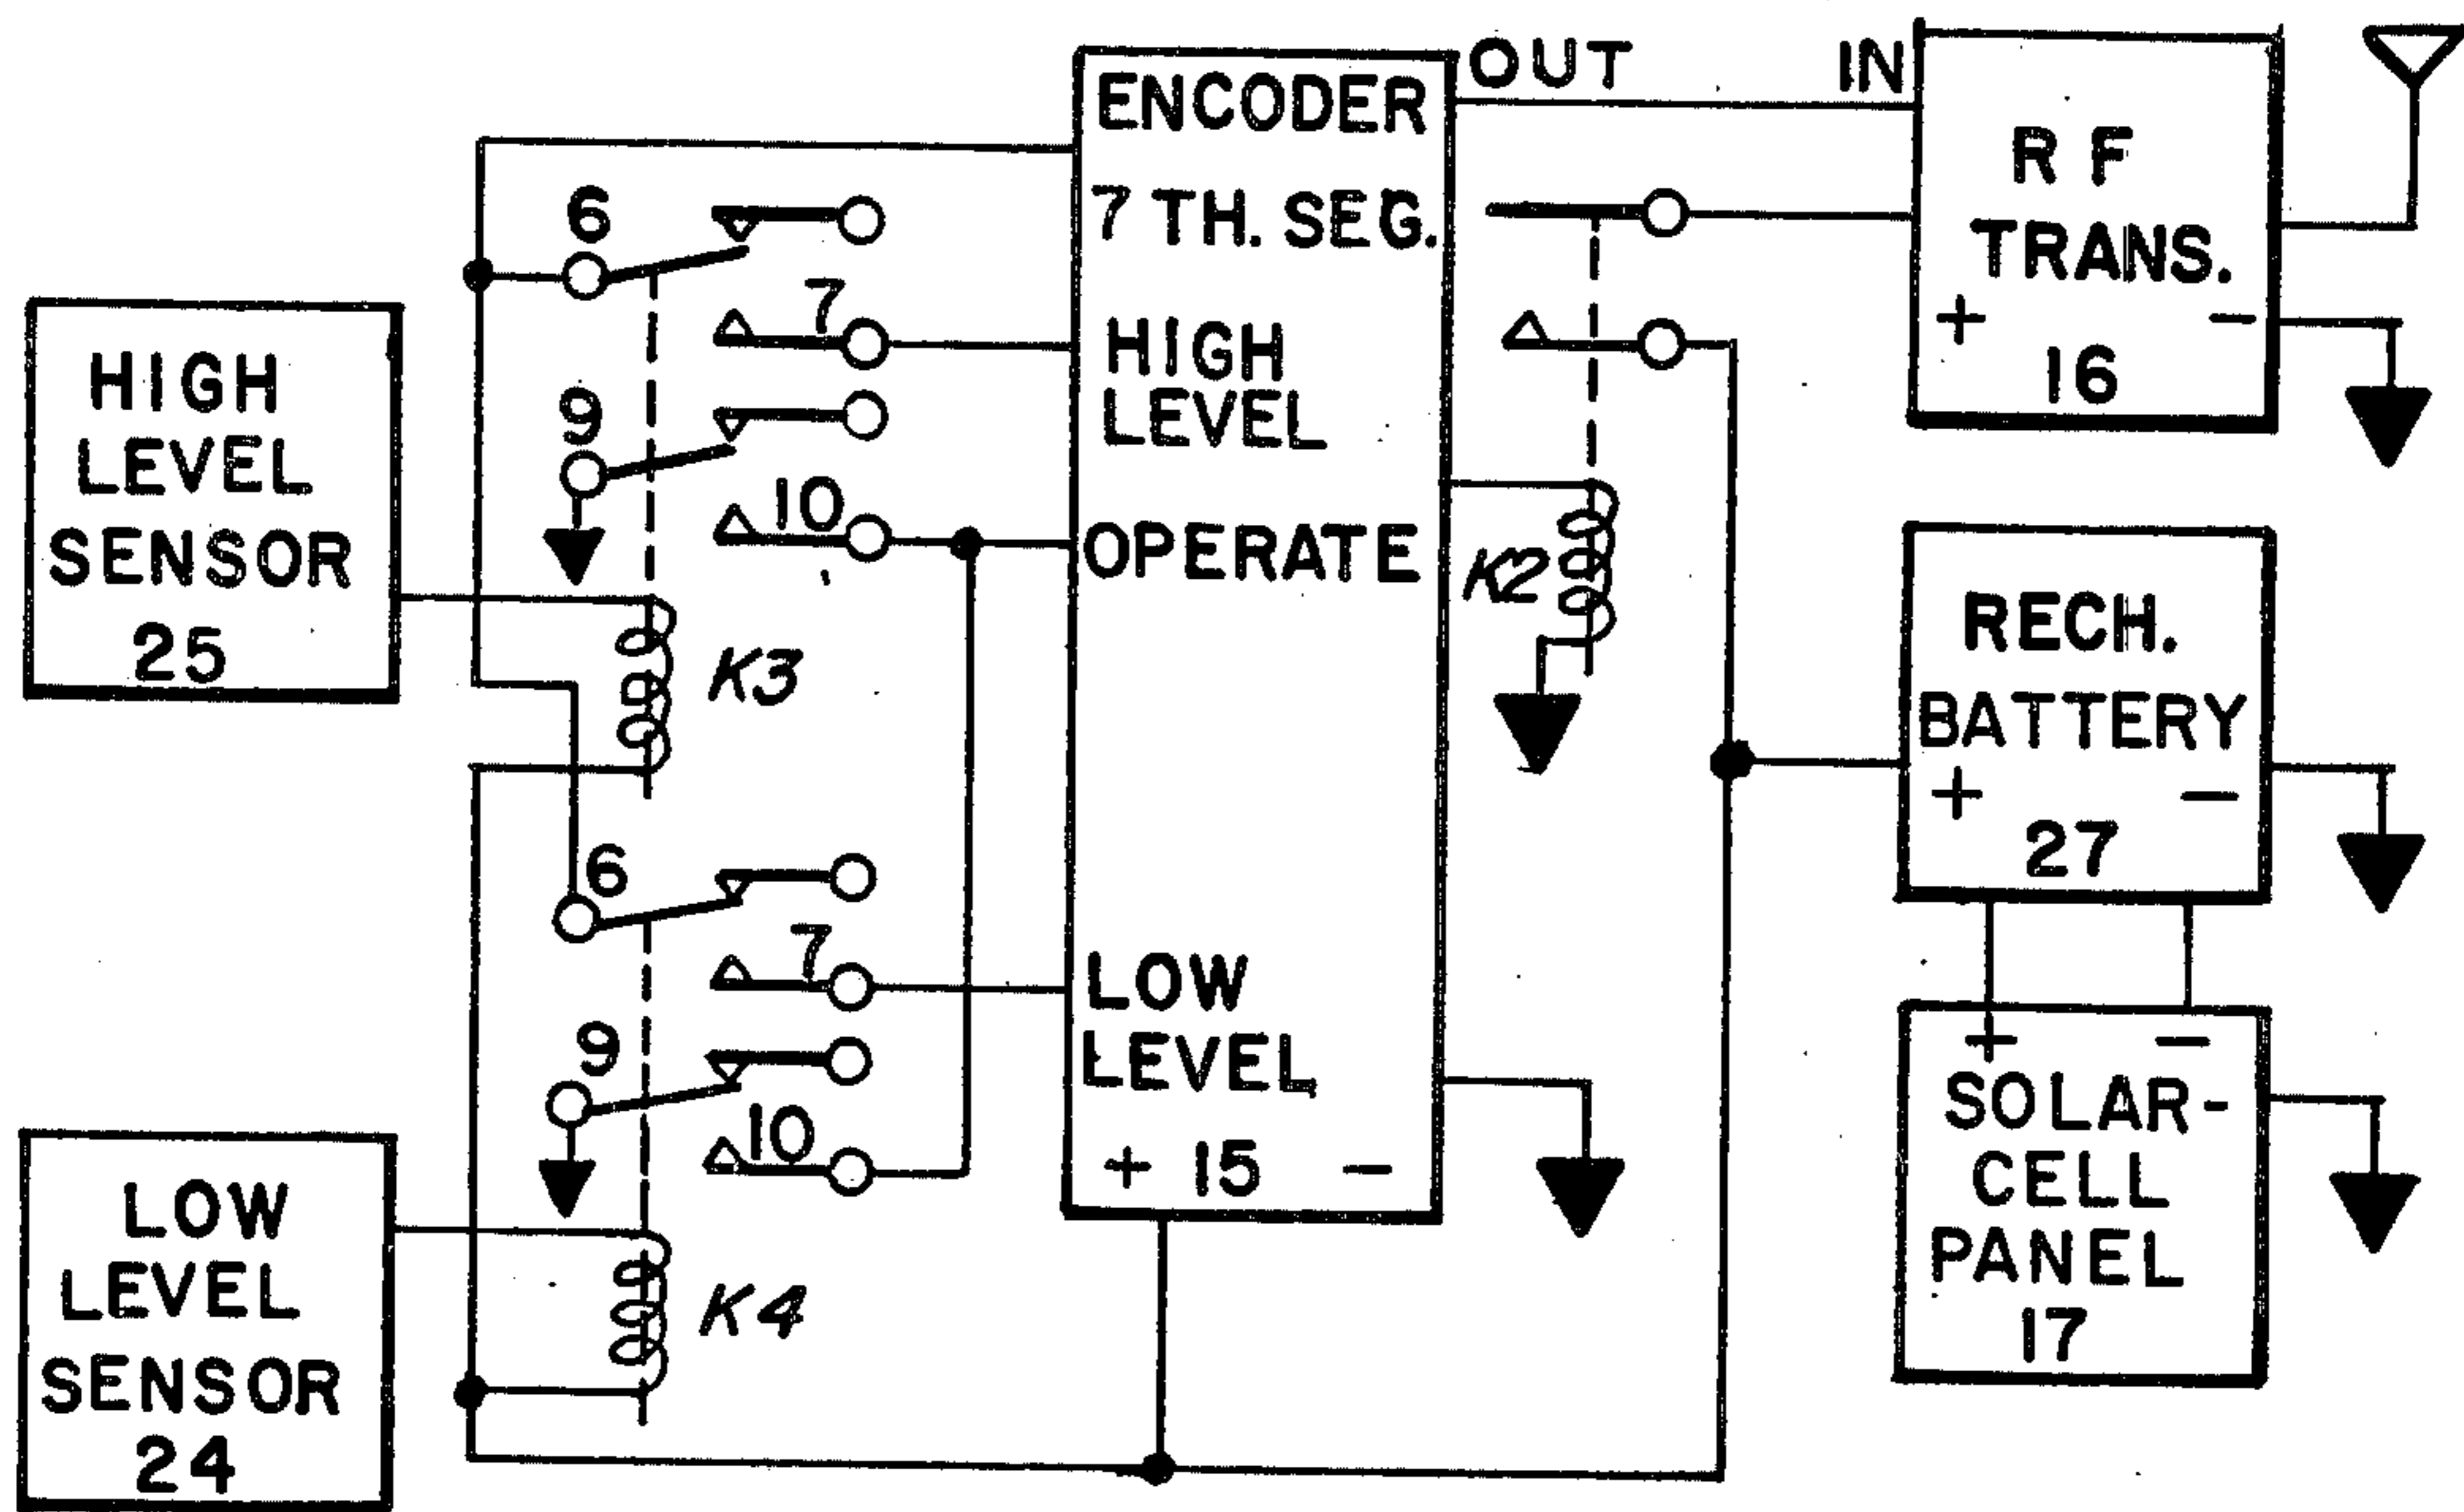 HIGH
LEVEL
SENSOR
25
6
7
9
10
K3
6
7
9
10
K4
LOW
LEVEL
SENSOR
24
ENCODER
7 TH. SEG.
HIGH
LEVEL
OPERATE
LOW
LEVEL
+ 15 -
OUT
IN
K2
RF
TRANS.
+ -
16
RECH.
BATTERY
+ -
27
+ -
SOLAR-
CELL
PANEL
17